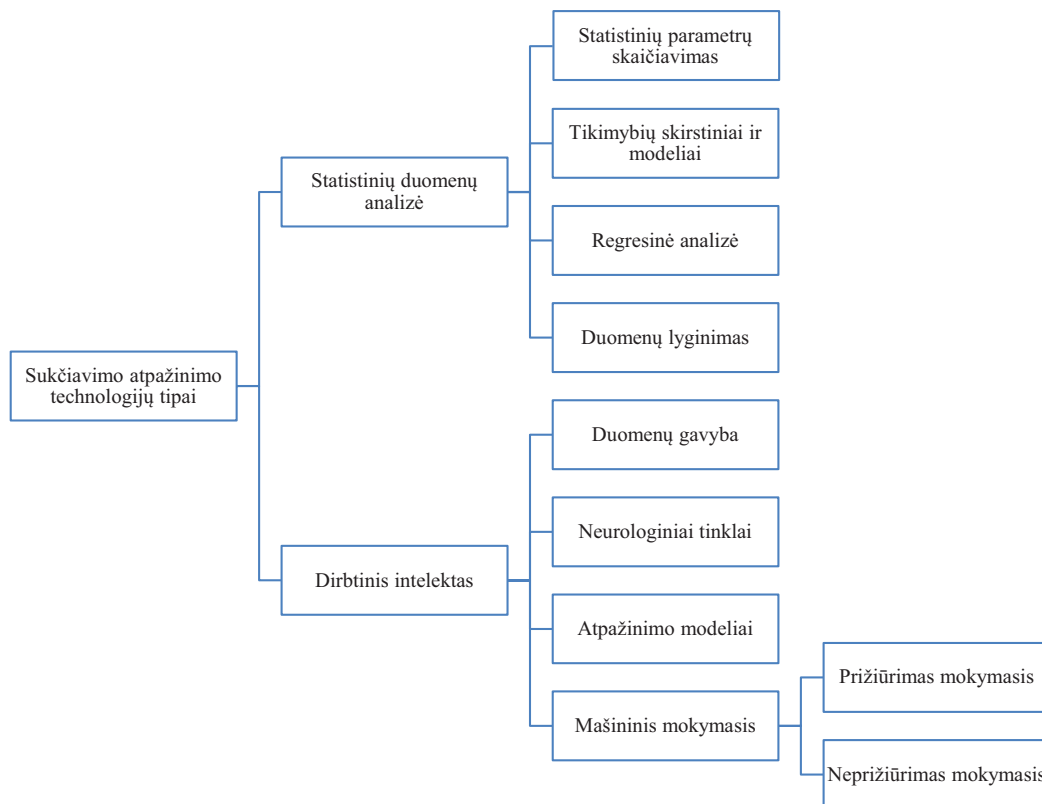 Statistinių parametrų
skaičiavimas
Tikimybių skirstiniai ir
modeliai
Statistinių duomenų
analizė
Regresinė analizė
Duomenų lyginimas
Sukčiavimo atpažinimo
technologijų tipai
Duomenų gavyba
Neurologiniai tinklai
Dirbtinis intelektas
Atpažinimo modeliai
Prižiūrimas mokymasis
Mašininis mokymasis
Neprižiūrimas mokymasis